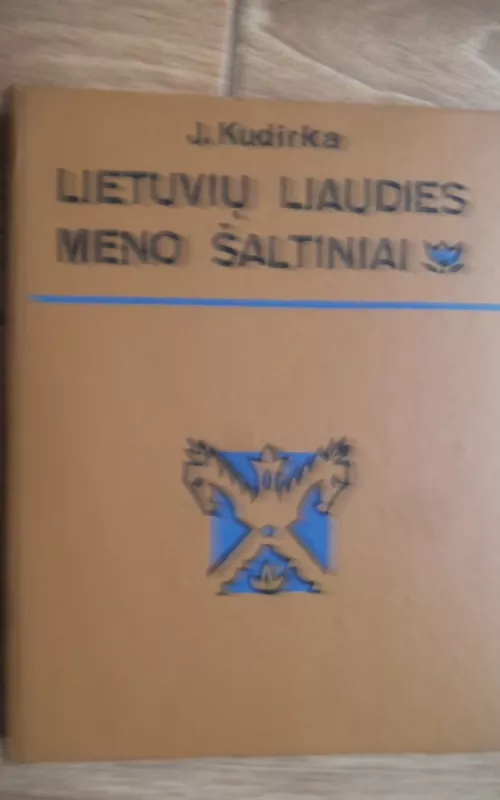 J. Kudirka
LIETUVIŲ LIAUDIES
MENO ŠALTINIAI